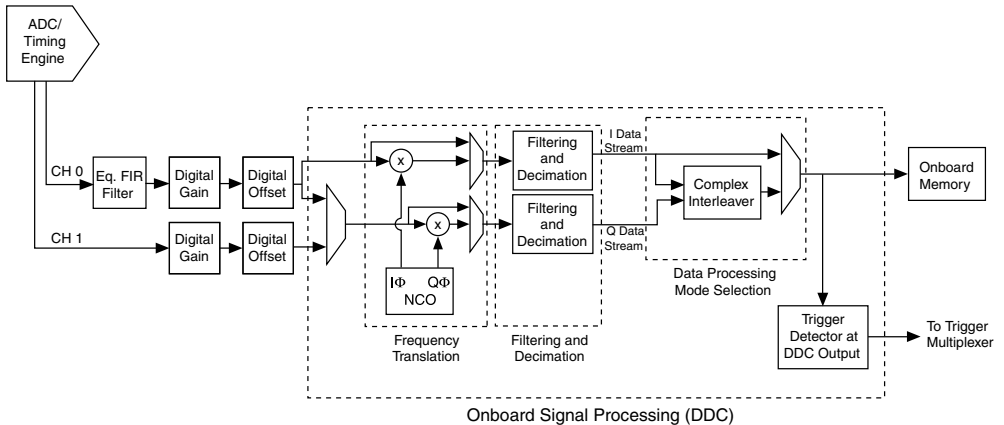 ADC/
Timing
Engine
CH 0
Eq. FIR
Filter
Digital
Gain
Digital
Offset
CH 1
Digital
Gain
Digital
Offset
x
x
IΦ
QΦ
NCO
Frequency
Translation
Filtering
and
Decimation
Filtering
and
Decimation
Filtering and
Decimation
I Data
Stream
Q Data
Stream
Complex
Interleaver
Data Processing
Mode Selection
Onboard
Memory
Trigger
Detector at
DDC Output
To Trigger
Multiplexer
Onboard Signal Processing (DDC)